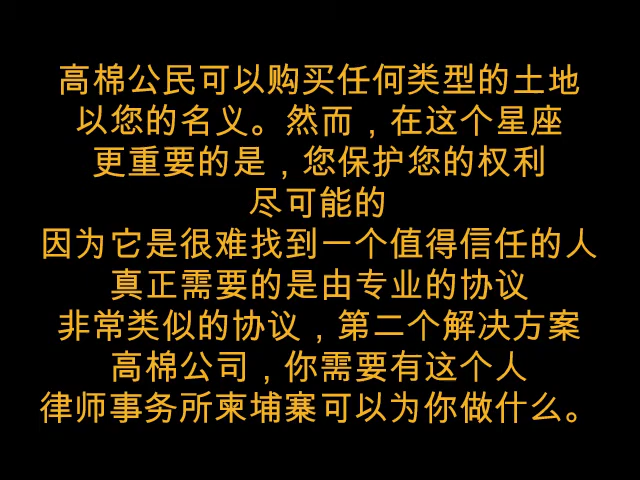 高棉公民可以购买任何类型的土地
以您的名义。然而，在这个星座
更重要的是，您保护您的权利
尽可能的
因为它是很难找到一个值得信任的人
真正需要的是由专业的协议
非常类似的协议，第二个解决方案
高棉公司，你需要有这个人
律师事务所柬埔寨可以为你做什么。